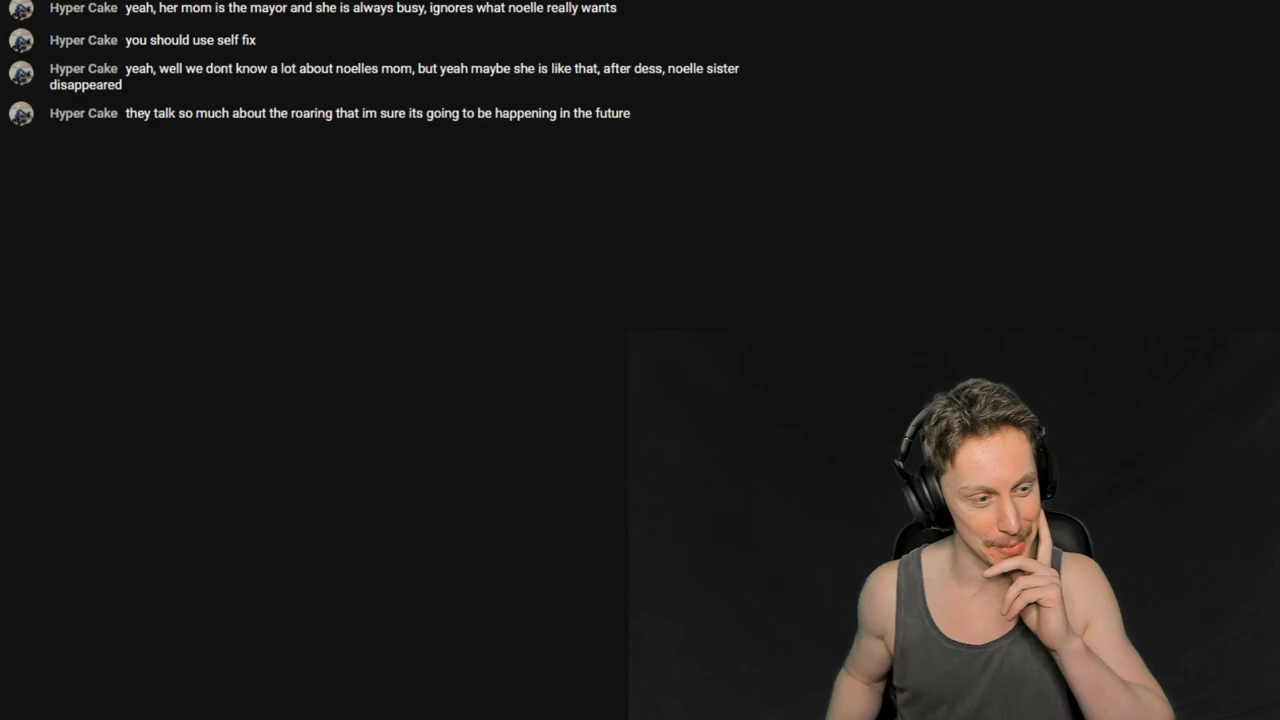 Hyper Cake yeah, her mom is the mayor and she is always busy, ignores what noelle really wants
Hyper Cake you should use self fix
Hyper Cake yeah, well we dont know a lot about noelles mom, but yeah maybe she is like that, after dess, noelle sister
disappeared
Hyper Cake they talk so much about the roaring that im sure its going to be happening in the future